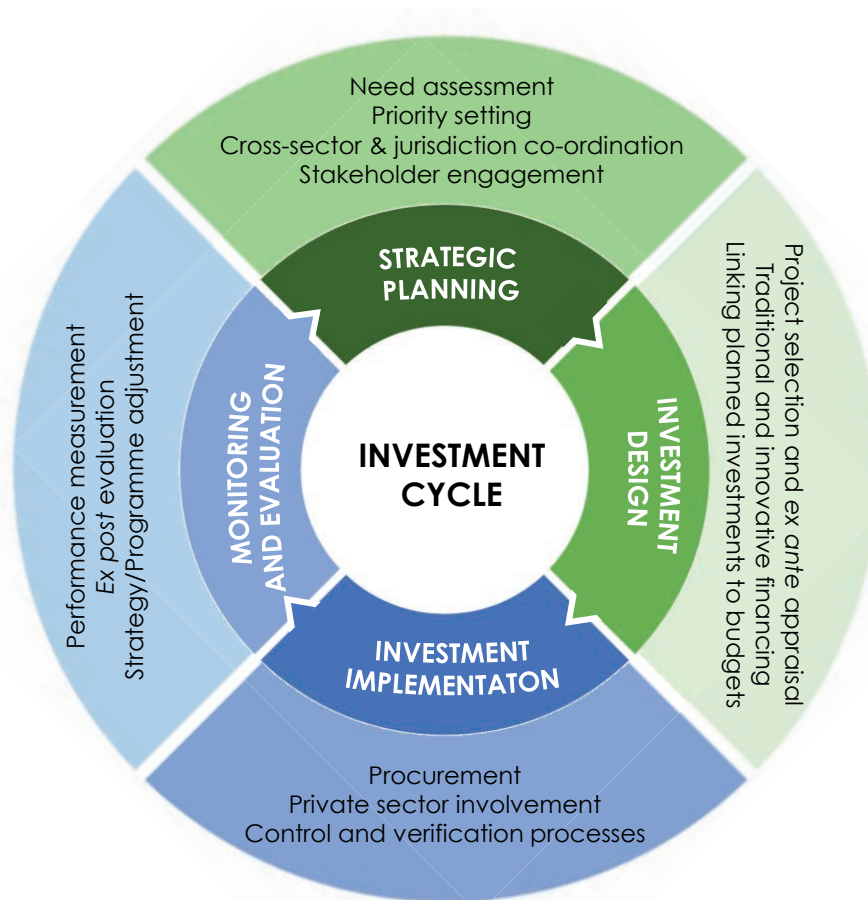 Need assessment
Priority setting
Cross-sector & jurisdiction co-ordination
Stakeholder engagement
STRATEGIC
PLANNING
Project selection and ex ante appraisal
Traditional and innovative financing
Linking planned investments to budgets
INVESTMENT
DESIGN
INVESTMENT
CYCLE
INVESTMENT
IMPLEMENTATON
Procurement
Private sector involvement
Control and verification processes
MONITORING
AND EVALUATION
Performance measurement
Ex post evaluation
Strategy/Programme adjustment